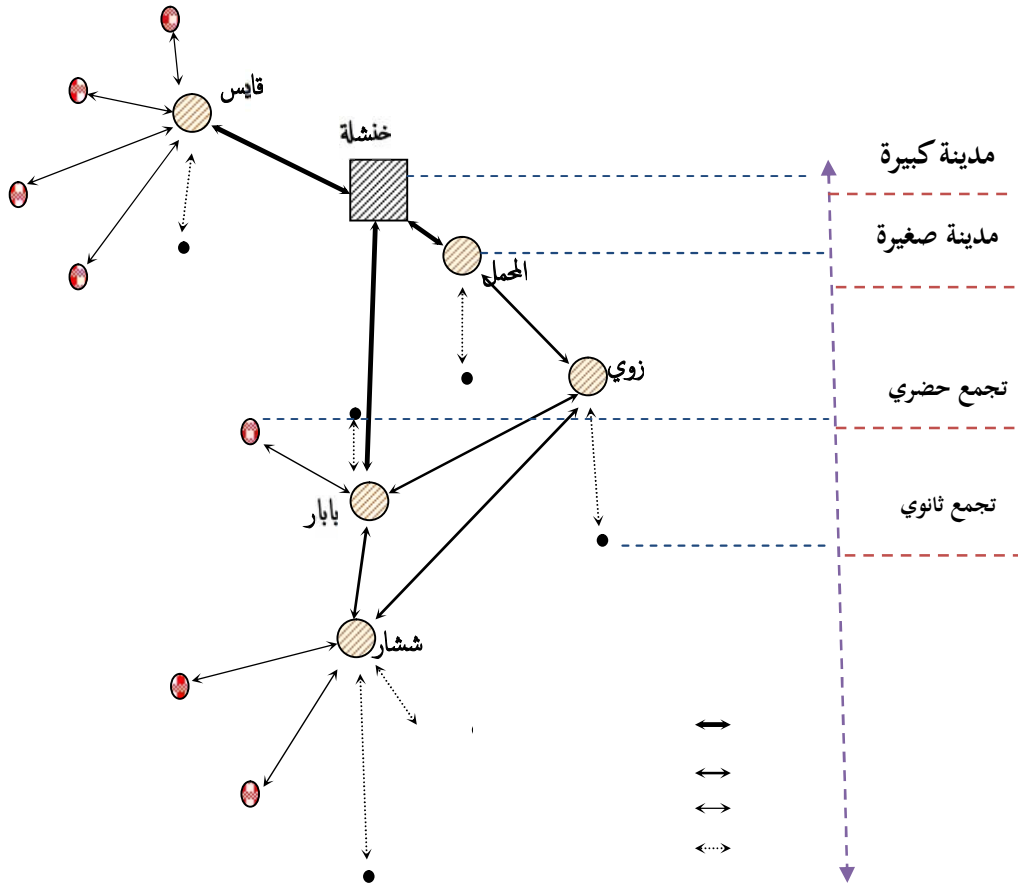 قايس
خنشلة
مدينة كبيرة
مدينة صغيرة
المحمل
زوي
تجمع حضري
تجمع ثانوي
بابار
ششار